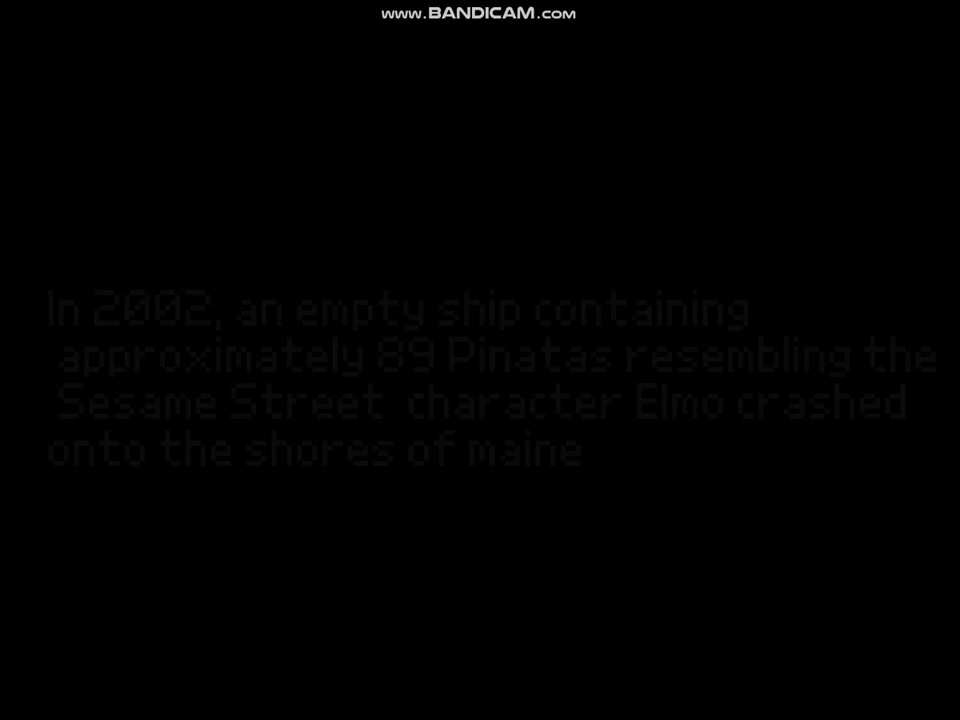 www.BANDICAM.com
In 2002, an empty ship containing
approximately 89 Pinatas resembling the
Sesame Street character Elmo crashed
onto the shores of maine